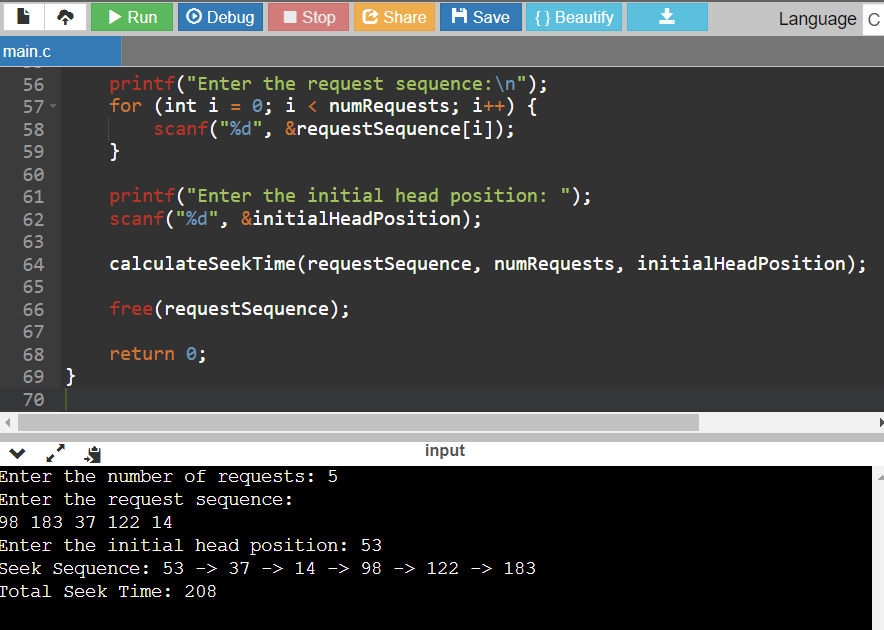 Run Debug Stop Share Save { } Beautify Language C
main.c
56 printf("Enter the request sequence:\n");
57 for (int i = 0; i < numRequests; i++) {
58 scanf("%d", &requestSequence[i]);
59 }
60
61 printf("Enter the initial head position: ");
62 scanf("%d", &initialHeadPosition);
63
64 calculateSeekTime(requestSequence, numRequests, initialHeadPosition);
65
66 free(requestSequence);
67
68 return 0;
69 }
70
input
Enter the number of requests: 5
Enter the request sequence:
98 183 37 122 14
Enter the initial head position: 53
Seek Sequence: 53 -> 37 -> 14 -> 98 -> 122 -> 183
Total Seek Time: 208